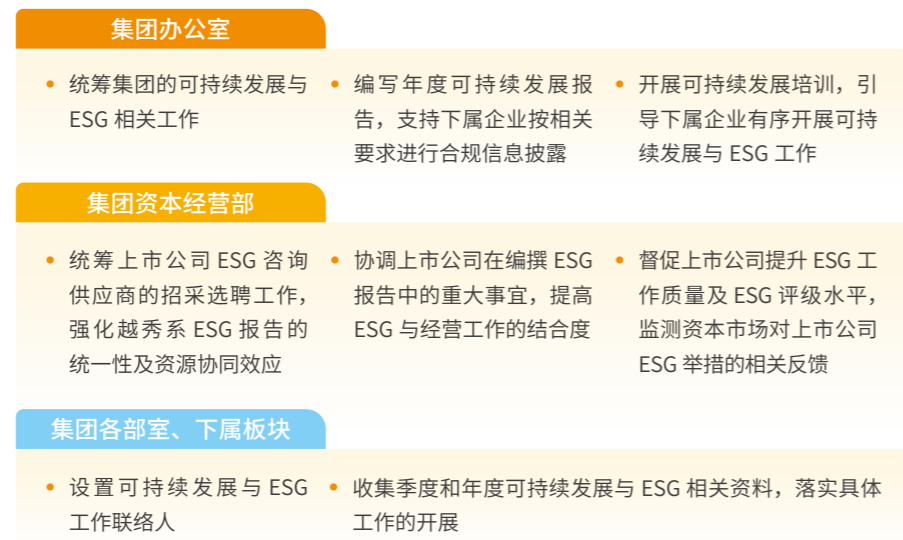 集团办公室
• 统筹集团的可持续发展与
ESG 相关工作
• 编写年度可持续发展报
告，支持下属企业按相关
要求进行合规信息披露
• 开展可持续发展培训，引
导下属企业有序开展可持
续发展与 ESG 工作
集团资本经营部
• 统筹上市公司 ESG 咨询
供应商的招采选聘工作，
强化越秀系 ESG 报告的
统一性及资源协同效应
• 协调上市公司在编撰 ESG
报告中的重大事宜，提高
ESG 与经营工作的结合度
• 督促上市公司提升 ESG 工
作质量及 ESG 评级水平，
监测资本市场对上市公司
ESG 举措的相关反馈
集团各部室、下属板块
• 设置可持续发展与 ESG
工作联络人
• 收集季度和年度可持续发展与 ESG 相关资料，落实具体
工作的开展